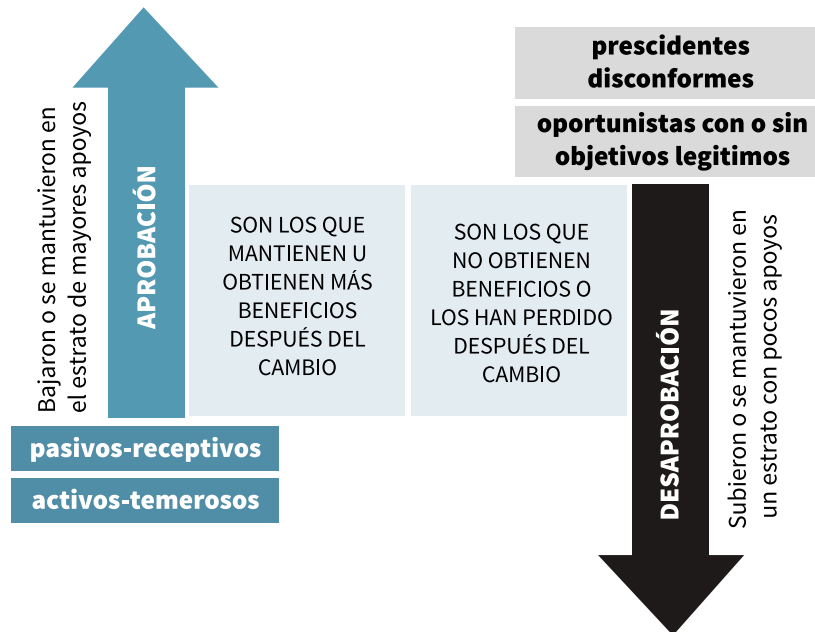 Bajaron o se mantuvieron en
el estrato de mayores apoyos
APROBACIÓN
pasivos-receptivos
activos-temerosos
SON LOS QUE
MANTIENEN U
OBTIENEN MÁS
BENEFICIOS
DESPUÉS DEL
CAMBIO
SON LOS QUE
NO OBTIENEN
BENEFICIOS O
LOS HAN PERDIDO
DESPUÉS DEL
CAMBIO
prescidentes
disconformes
oportunistas con o sin
objetivos legitimos
DESAPROBACIÓN
Subieron o se mantuvieron en
un estrato con pocos apoyos